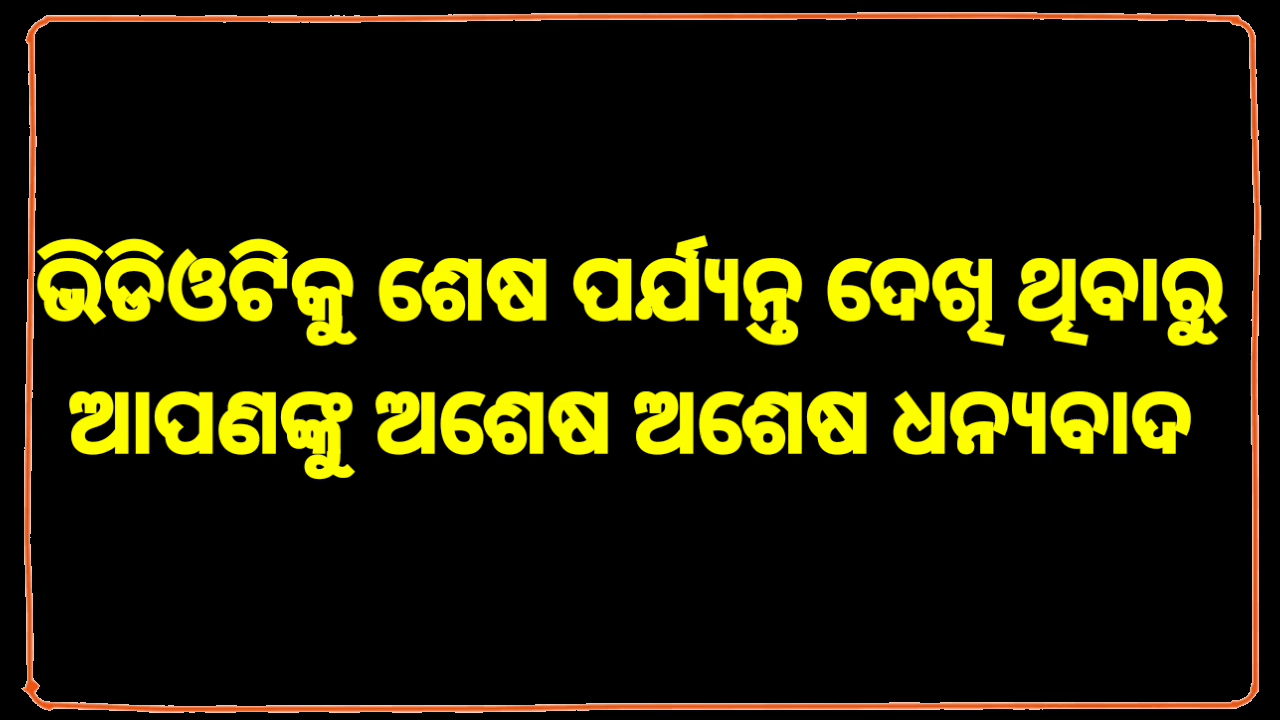 ଭିଡିଓଟିକୁ ଶେଷ ପର୍ଯ୍ୟନ୍ତ ଦେଖି ଥିବାରୁ
ଆପଣଙ୍କୁ ଅଶେଷ ଅଶେଷ ଧନ୍ୟବାଦ